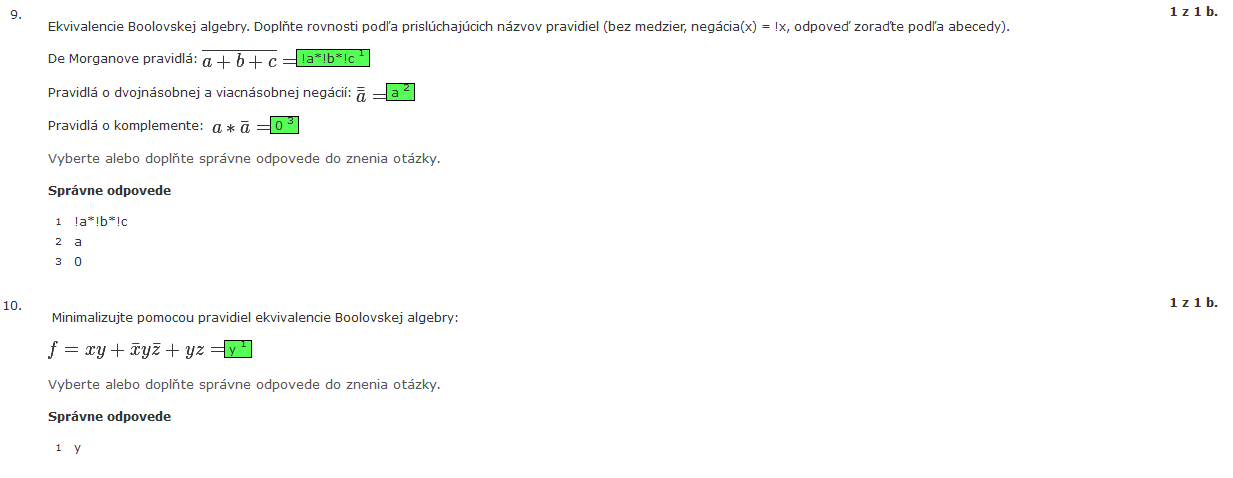 9.
1 z 1 b.
Ekvivalencie Boolovskej algebry. Doplňte rovnosti podľa prislúchajúcich názvov pravidiel (bez medzier, negácia(x) = !x, odpoveď zoraďte podľa abecedy).
De Morganove pravidlá: \overline{a + b + c} = !a*!b*!c 1
Pravidlá o dvojnásobnej a viacnásobnej negácií: \bar{\bar{a}} = a 2
Pravidlá o komplemente: a ∗ \bar{a} = 0 3
Vyberte alebo doplňte správne odpovede do znenia otázky.
Správne odpovede
1 !a*!b*!c
2 a
3 0
10.
1 z 1 b.
Minimalizujte pomocou pravidiel ekvivalencie Boolovskej algebry:
f = xy + \bar{x}y\bar{z} + yz = y 1
Vyberte alebo doplňte správne odpovede do znenia otázky.
Správne odpovede
1 y